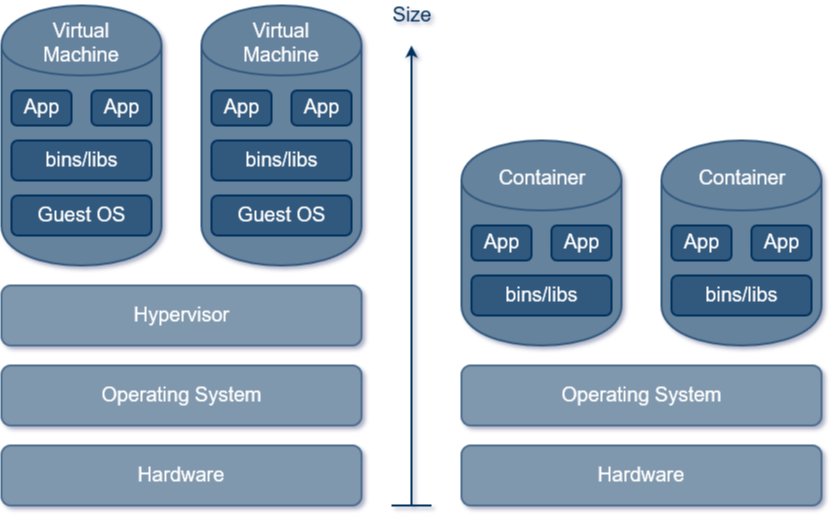 Size
Virtual
Machine
App App
bins/libs
Guest OS
Virtual
Machine
App App
bins/libs
Guest OS
Hypervisor
Operating System
Hardware
Container
App App
bins/libs
Container
App App
bins/libs
Operating System
Hardware